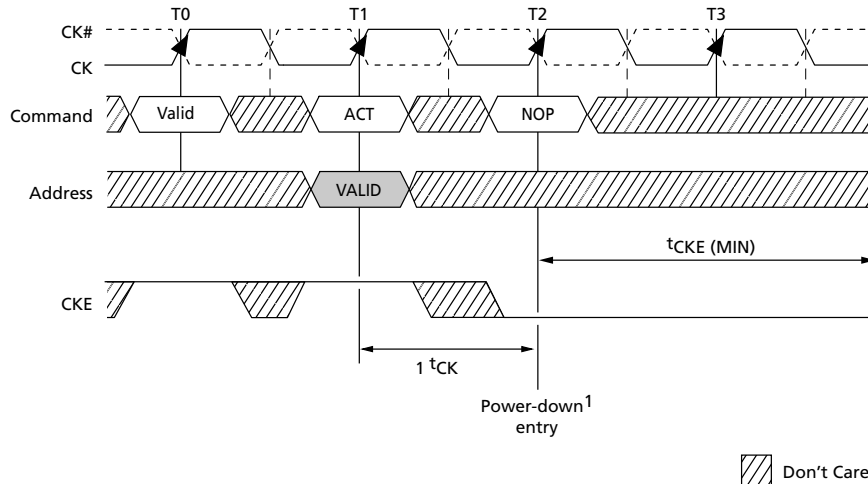 T0 T1 T2 T3
CK#
CK
Command Valid ACT NOP
Address VALID
tCKE (MIN)
CKE
1 tCK
Power-down1
entry
Don't Care